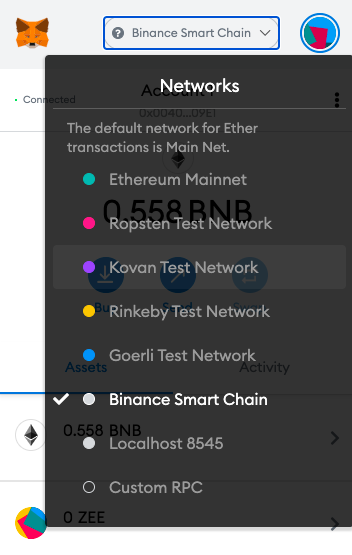 Binance Smart Chain
Networks
Connected
Account 1
0x0040...09E1
The default network for Ether
transactions is Main Net.
Ethereum Mainnet
0.558 BNB
Ropsten Test Network
Kovan Test Network
Buy
Send
Swap
Rinkeby Test Network
Goerli Test Network
Assets
Activity
Binance Smart Chain
0.558 BNB
Localhost 8545
Custom RPC
0 ZEE